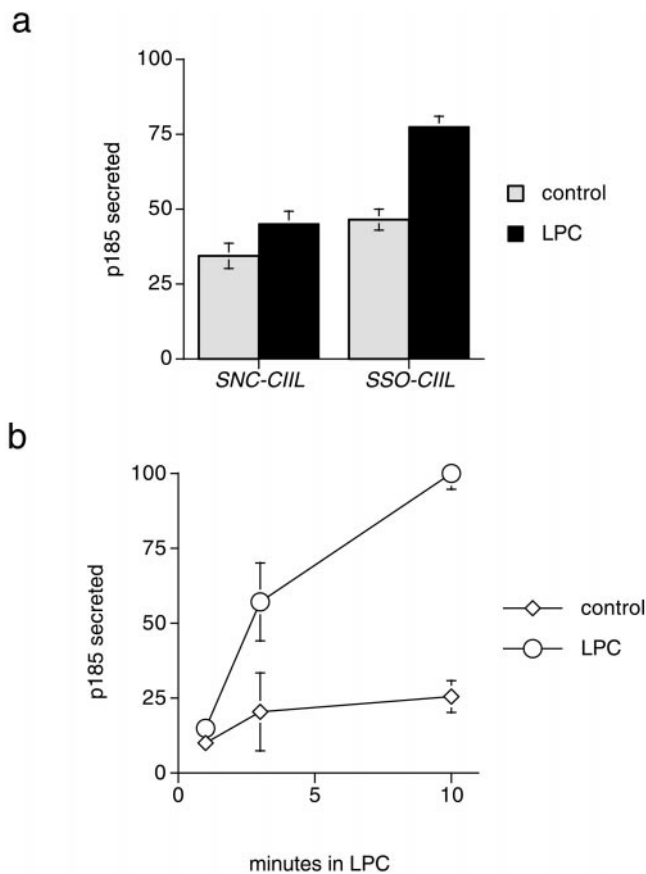 a
100
75
50
25
0
p185 secreted
SNC-CIIL
SSO-CIIL
control
LPC
b
100
75
50
25
0
p185 secreted
0
5
10
minutes in LPC
control
LPC